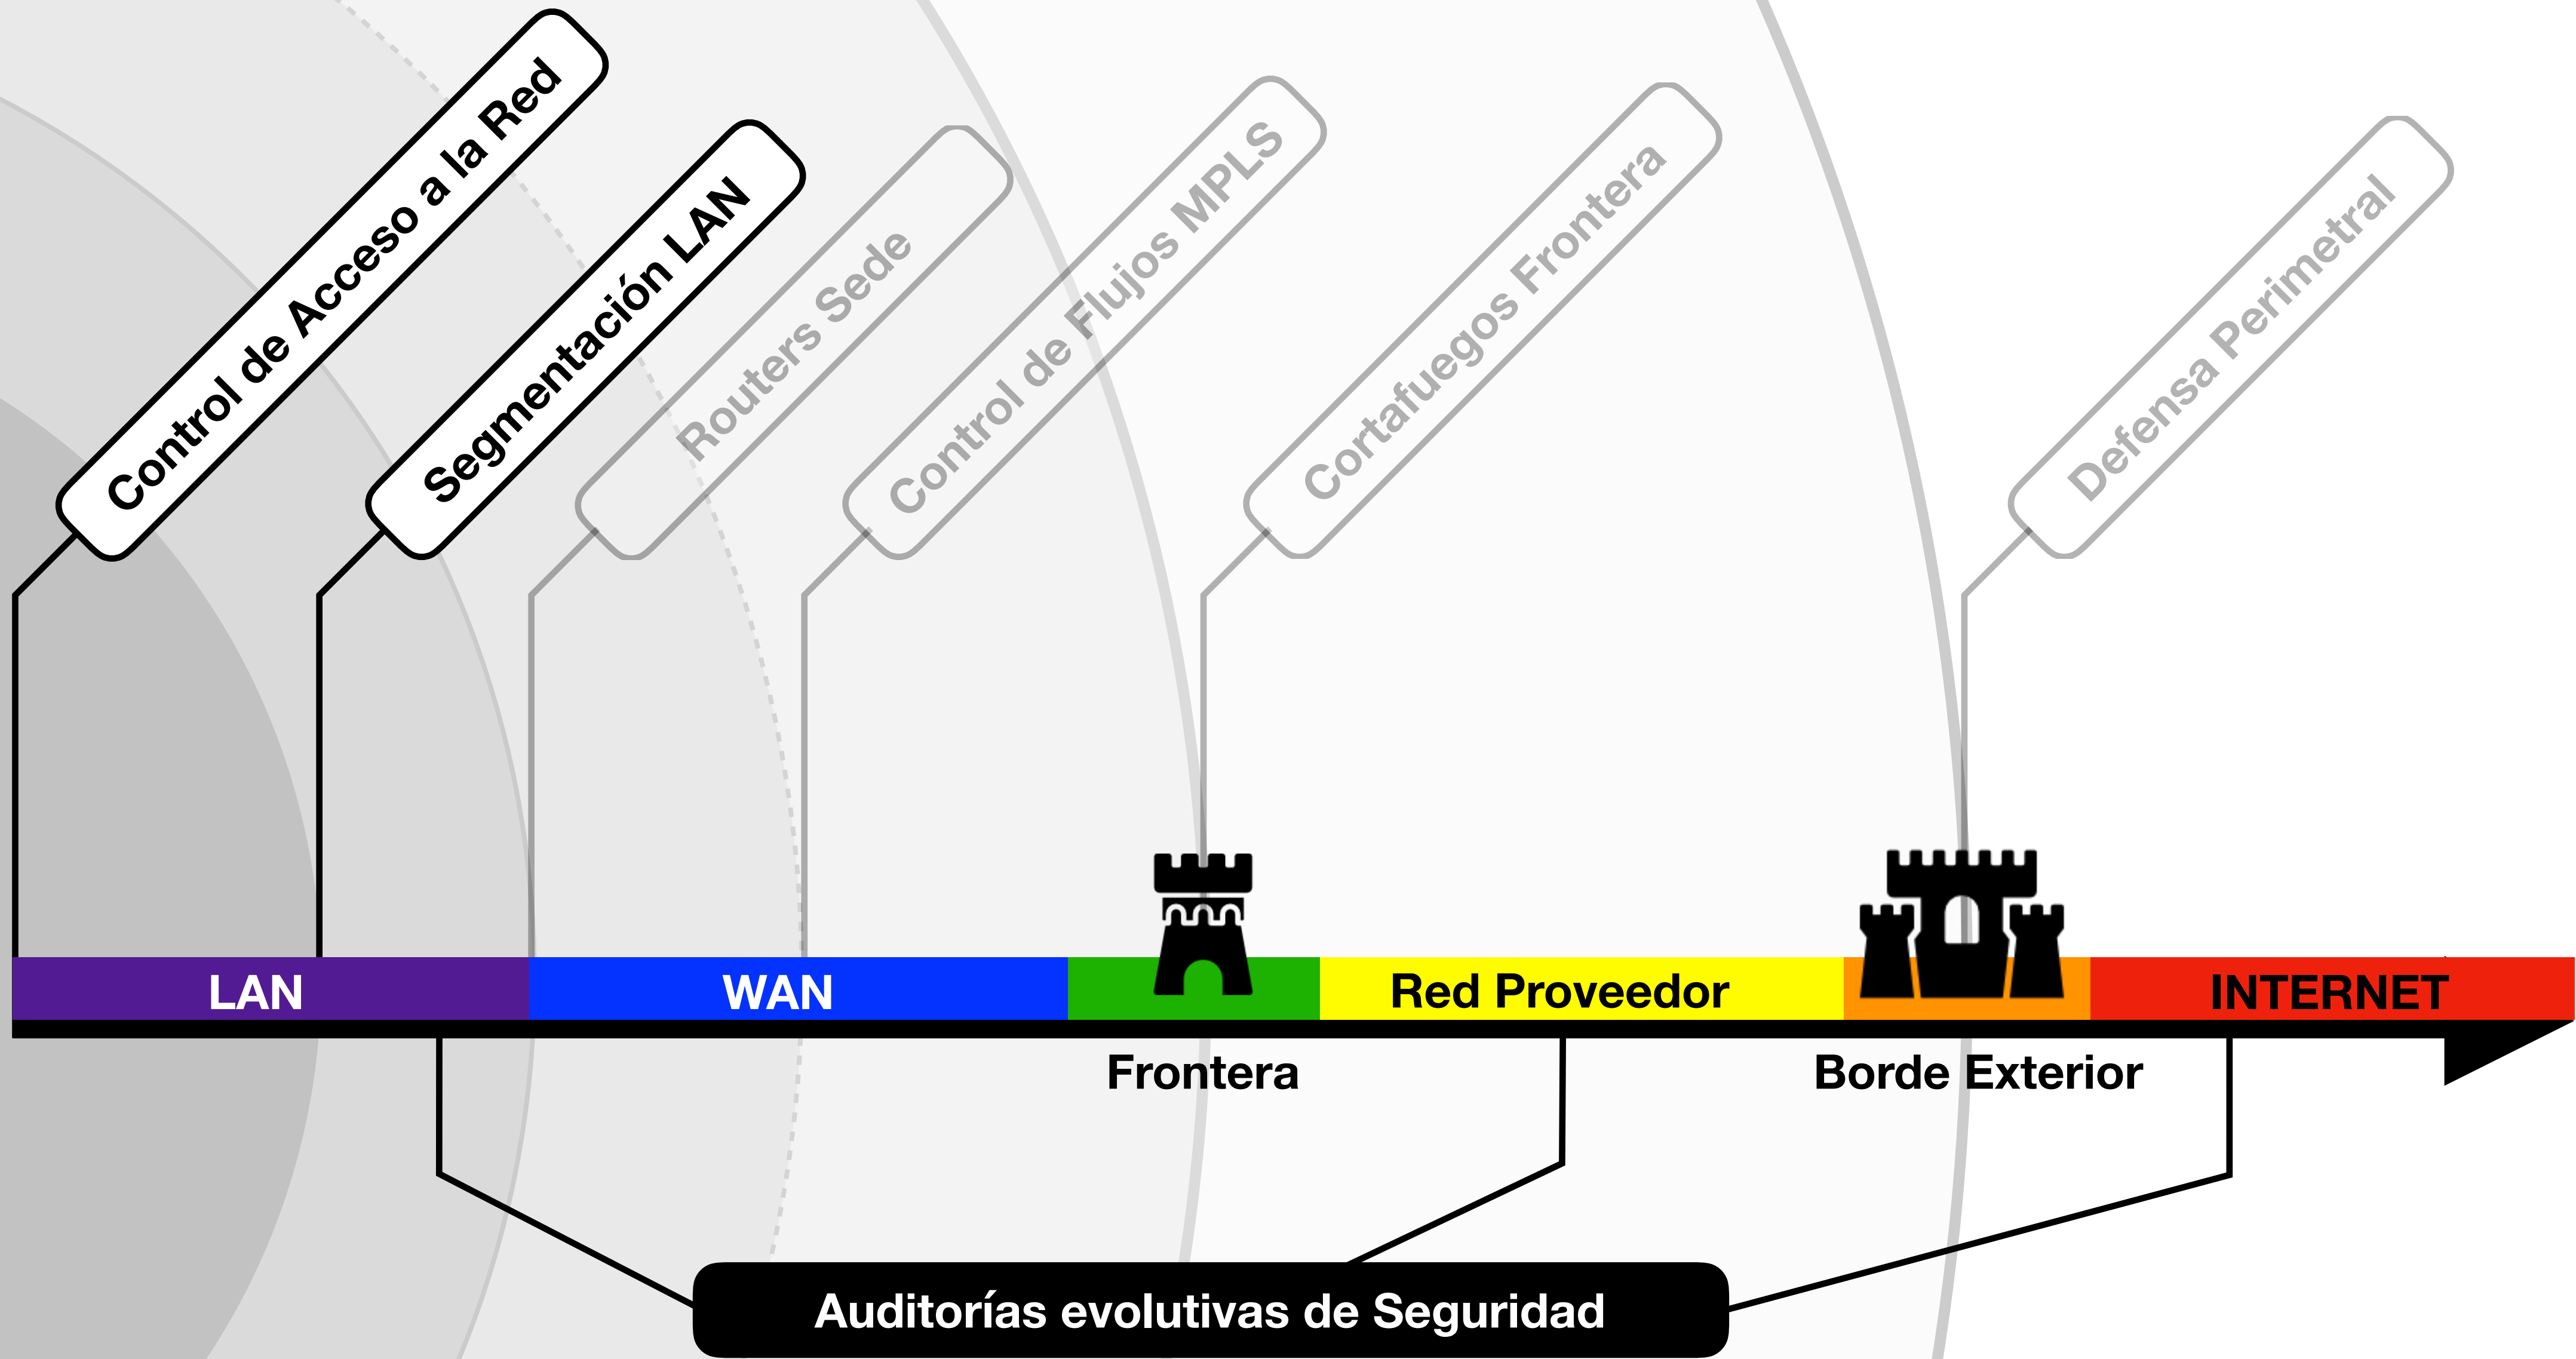 Control de Acceso a la Red
Segmentación LAN
Routers Sede
Control de Flujos MPLS
Cortafuegos Frontera
Defensa Perimetral
LAN
WAN
Red Proveedor
INTERNET
Frontera
Borde Exterior
Auditorías evolutivas de Seguridad